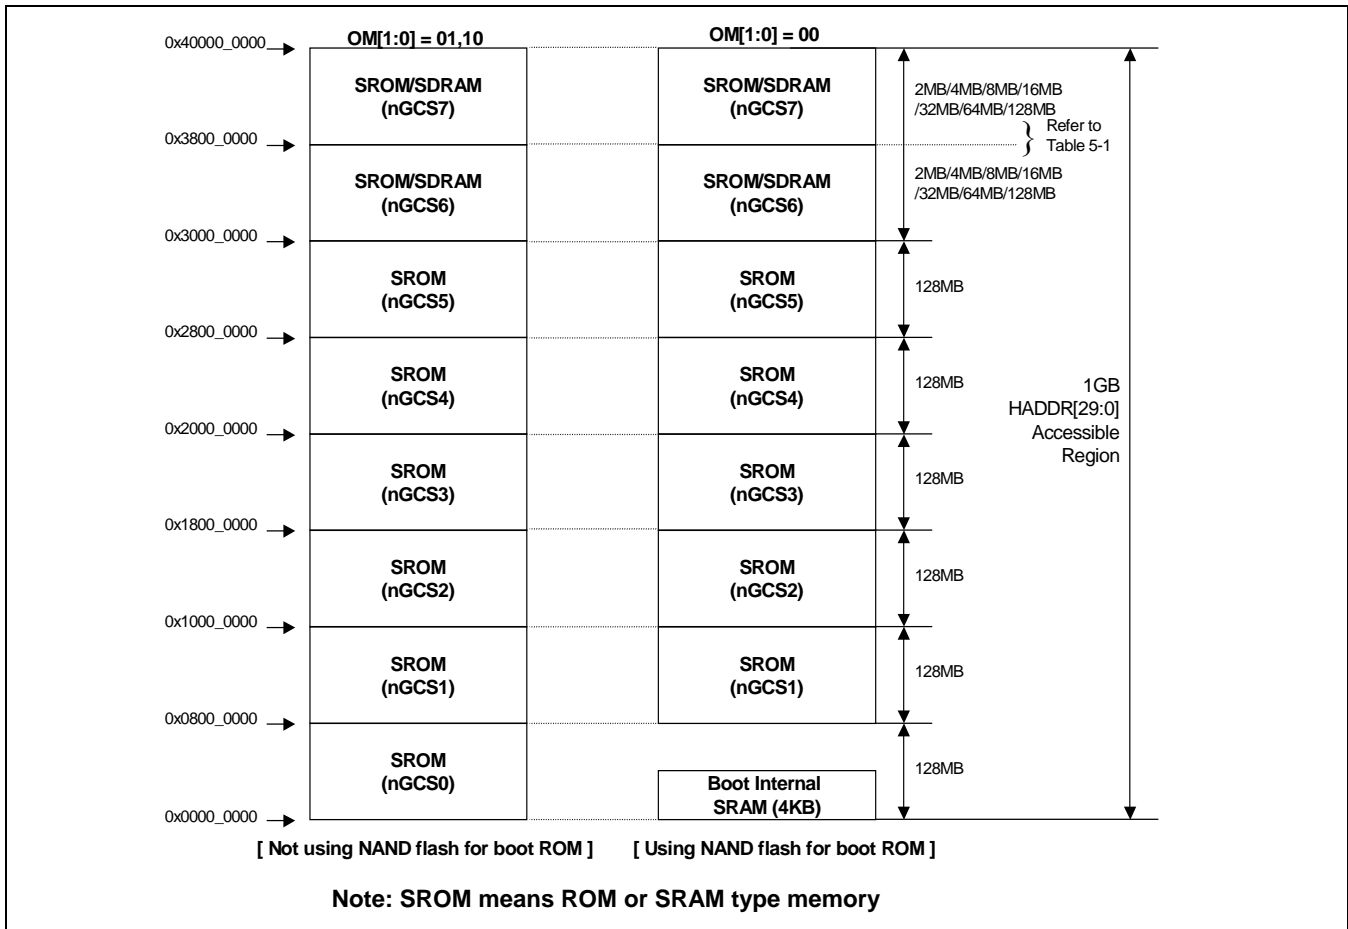 OM[1:0] = 01,10
OM[1:0] = 00
0x40000_0000
SROM/SDRAM
(nGCS7)
SROM/SDRAM
(nGCS7)
2MB/4MB/8MB/16MB
/32MB/64MB/128MB
Refer to
Table 5-1
0x3800_0000
SROM/SDRAM
(nGCS6)
SROM/SDRAM
(nGCS6)
2MB/4MB/8MB/16MB
/32MB/64MB/128MB
0x3000_0000
SROM
(nGCS5)
SROM
(nGCS5)
128MB
0x2800_0000
SROM
(nGCS4)
SROM
(nGCS4)
128MB
1GB
HADDR[29:0]
Accessible
Region
0x2000_0000
SROM
(nGCS3)
SROM
(nGCS3)
128MB
0x1800_0000
SROM
(nGCS2)
SROM
(nGCS2)
128MB
0x1000_0000
SROM
(nGCS1)
SROM
(nGCS1)
128MB
0x0800_0000
SROM
(nGCS0)
Boot Internal
SRAM (4KB)
128MB
0x0000_0000
[ Not using NAND flash for boot ROM ]
[ Using NAND flash for boot ROM ]
Note: SROM means ROM or SRAM type memory